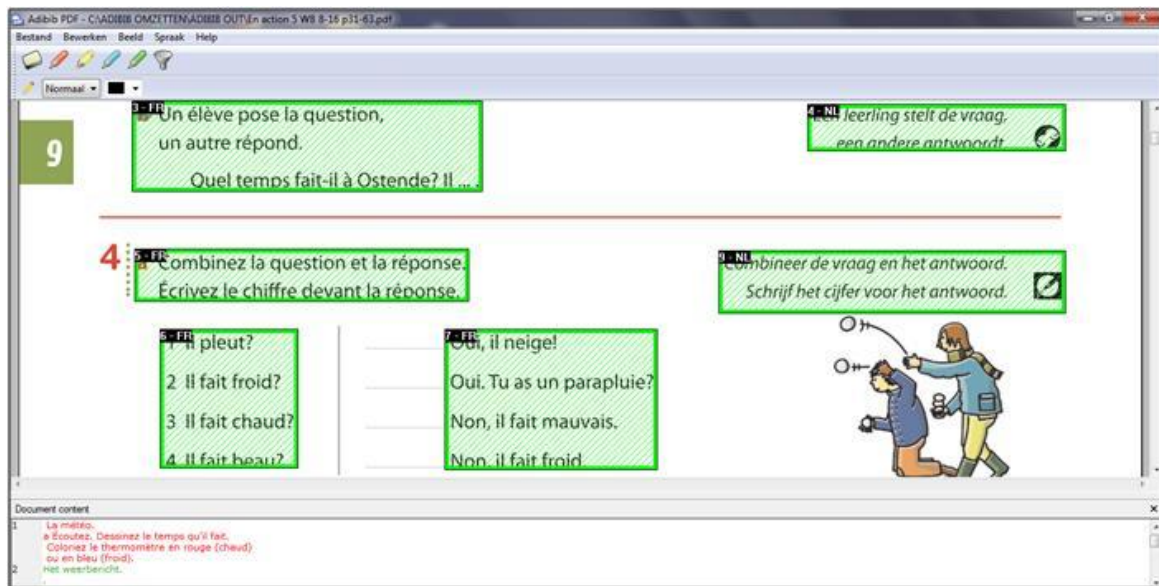 Adibib PDF - C:\ADIBIB OMZETTEN\ADIBIB OUT\En action 5 WB 8-16 p31-63.pdf
Bestand Bewerken Beeld Spraak Help
Normaal
9
3 - FR
Un élève pose la question,
un autre répond.
Quel temps fait-il à Ostende? Il ... .
4 - NL
Een leerling stelt de vraag,
een andere antwoordt.
4
5 - FR
Combinez la question et la réponse.
Écrivez le chiffre devant la réponse.
9 - NL
Combineer de vraag en het antwoord.
Schrijf het cijfer voor het antwoord.
6 - FR
1 Il pleut?
2 Il fait froid?
3 Il fait chaud?
4 Il fait beau?
7 - FR
Oui, il neige!
Oui. Tu as un parapluie?
Non, il fait mauvais.
Non, il fait froid.
Document content
1 La météo.
a Écoutez. Dessinez le temps qu'il fait.
Coloriez le thermomètre en rouge (chaud)
ou en bleu (froid).
2 Het weerbericht.